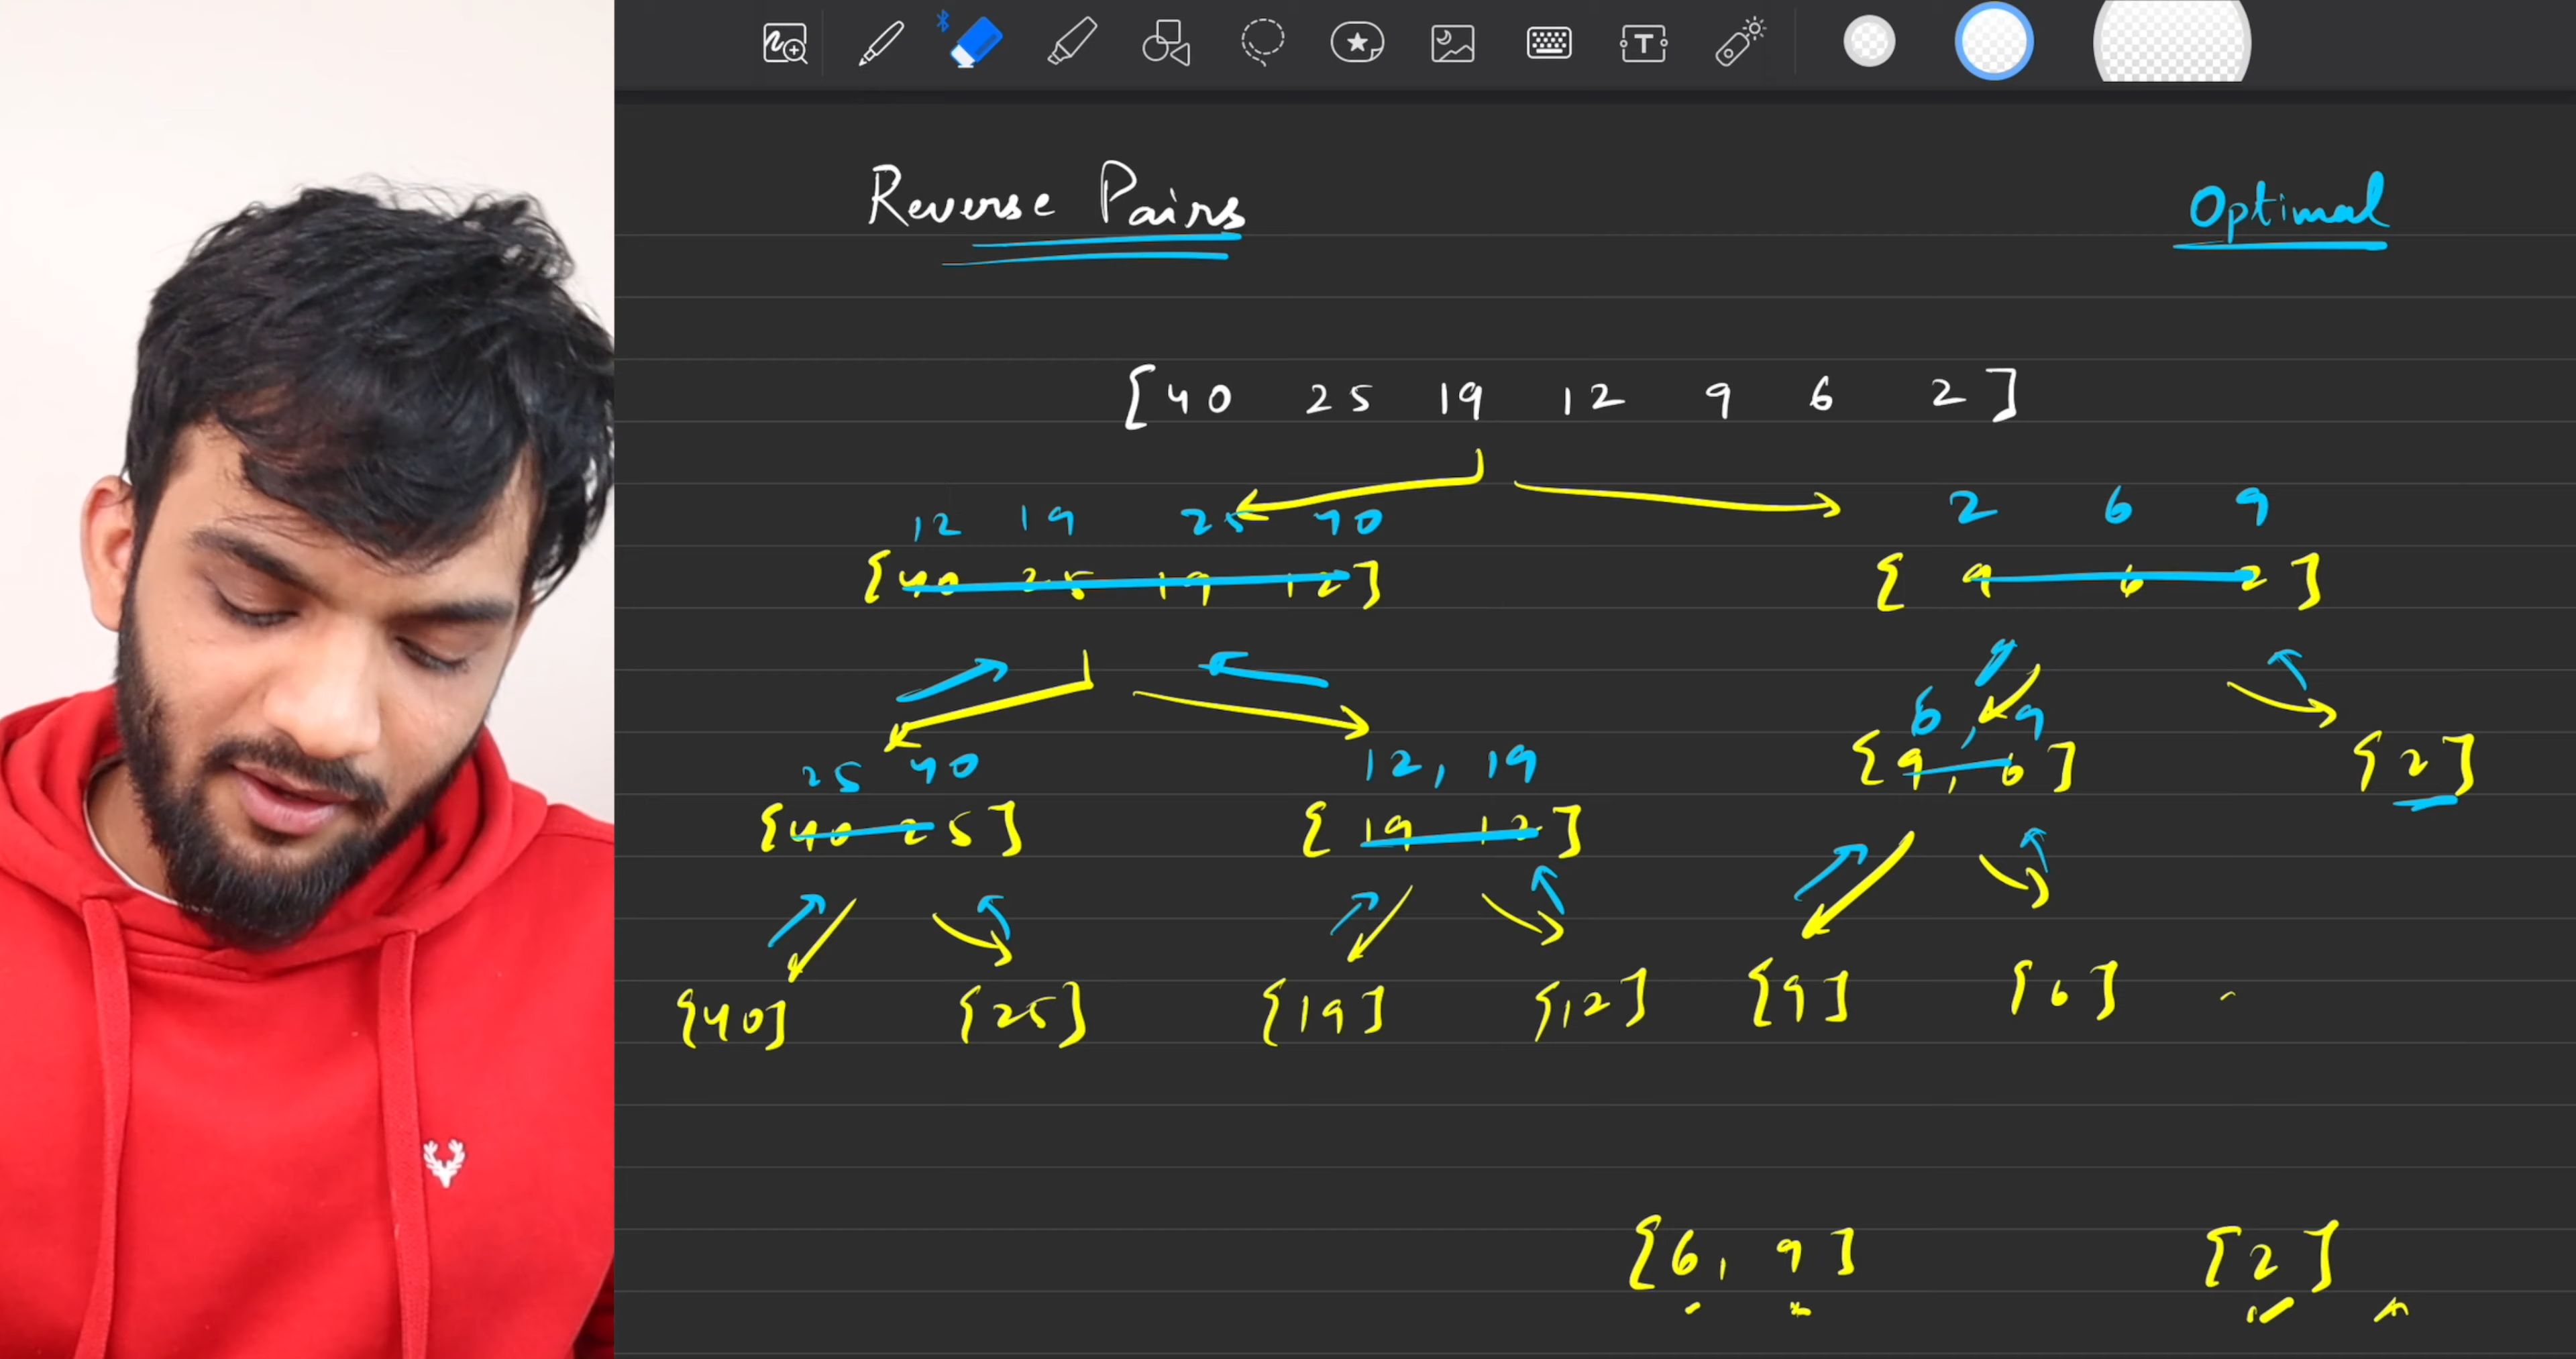 Reverse Pairs
Optimal
[40 25 19 12 9 6 2]
12 19 25 40
2 6 9
{40 25 19 12]
{ 9 6 2]
25 40
12, 19
6, 9
{40 25]
{ 19 12]
{9, 6]
{2]
{40]
{25]
{19]
{12]
{9]
{6]
{6, 9]
{2]
T